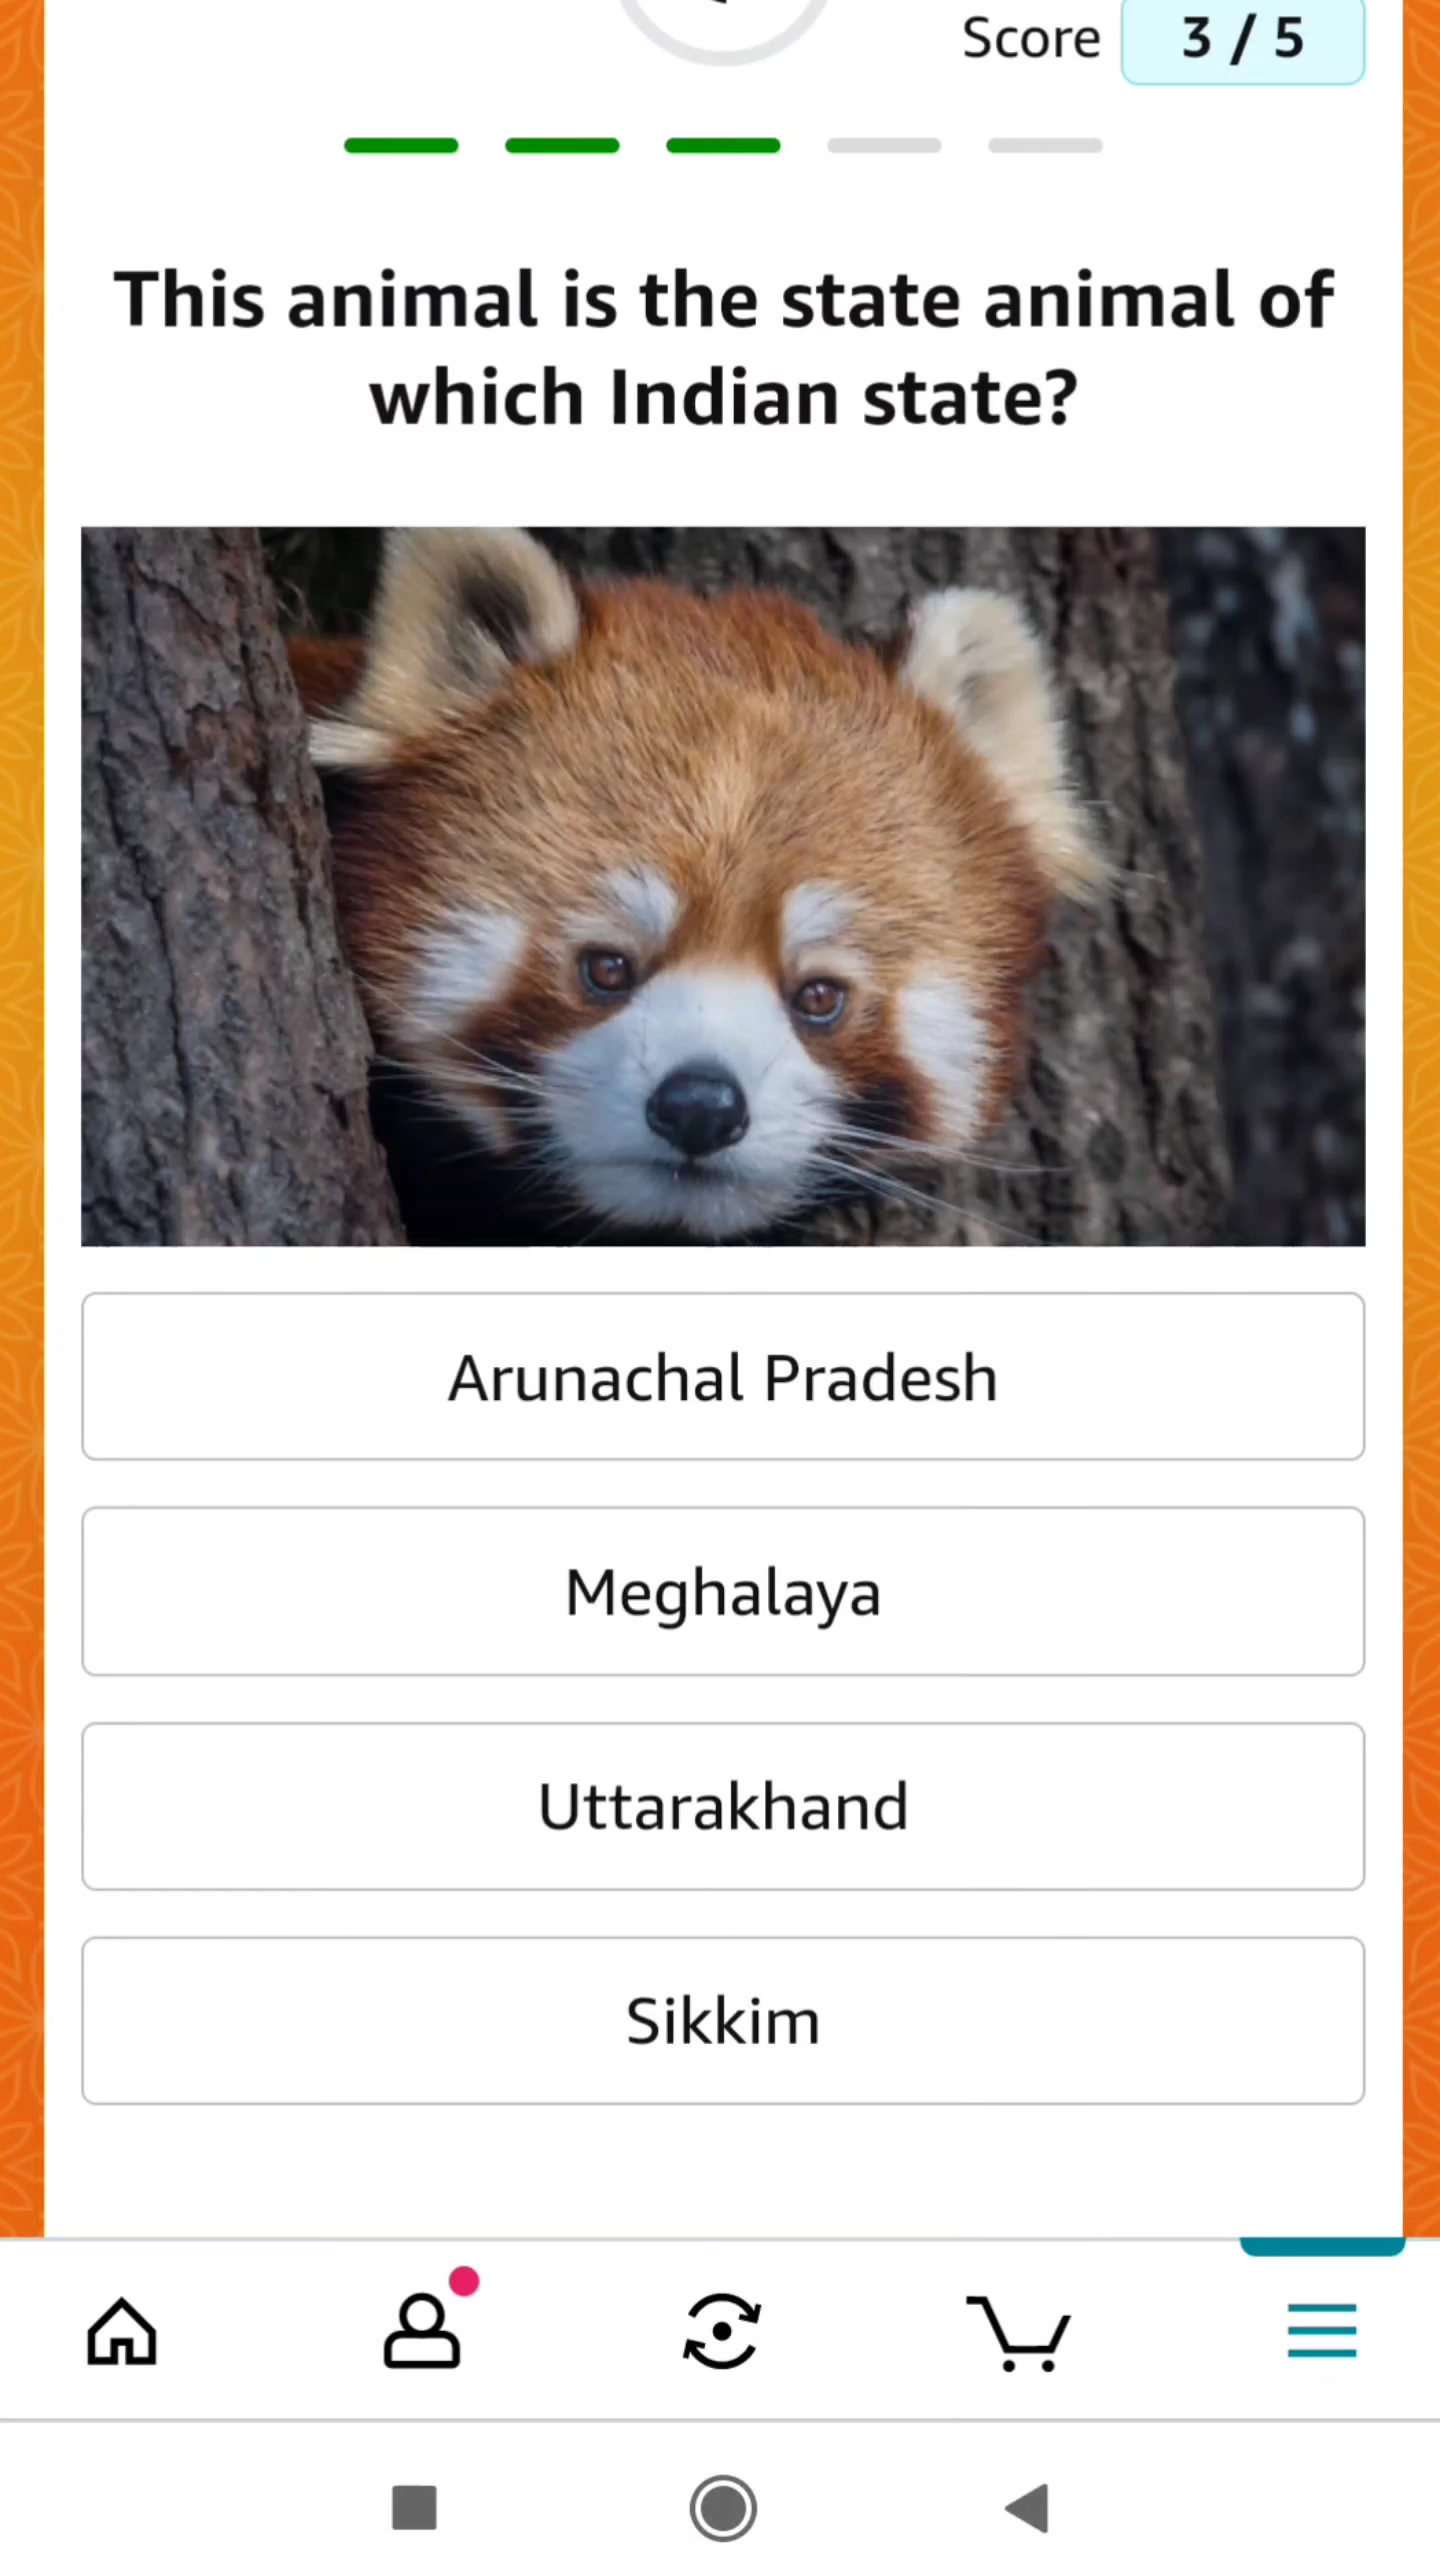 Score 3 / 5
This animal is the state animal of
which Indian state?
Arunachal Pradesh
Meghalaya
Uttarakhand
Sikkim